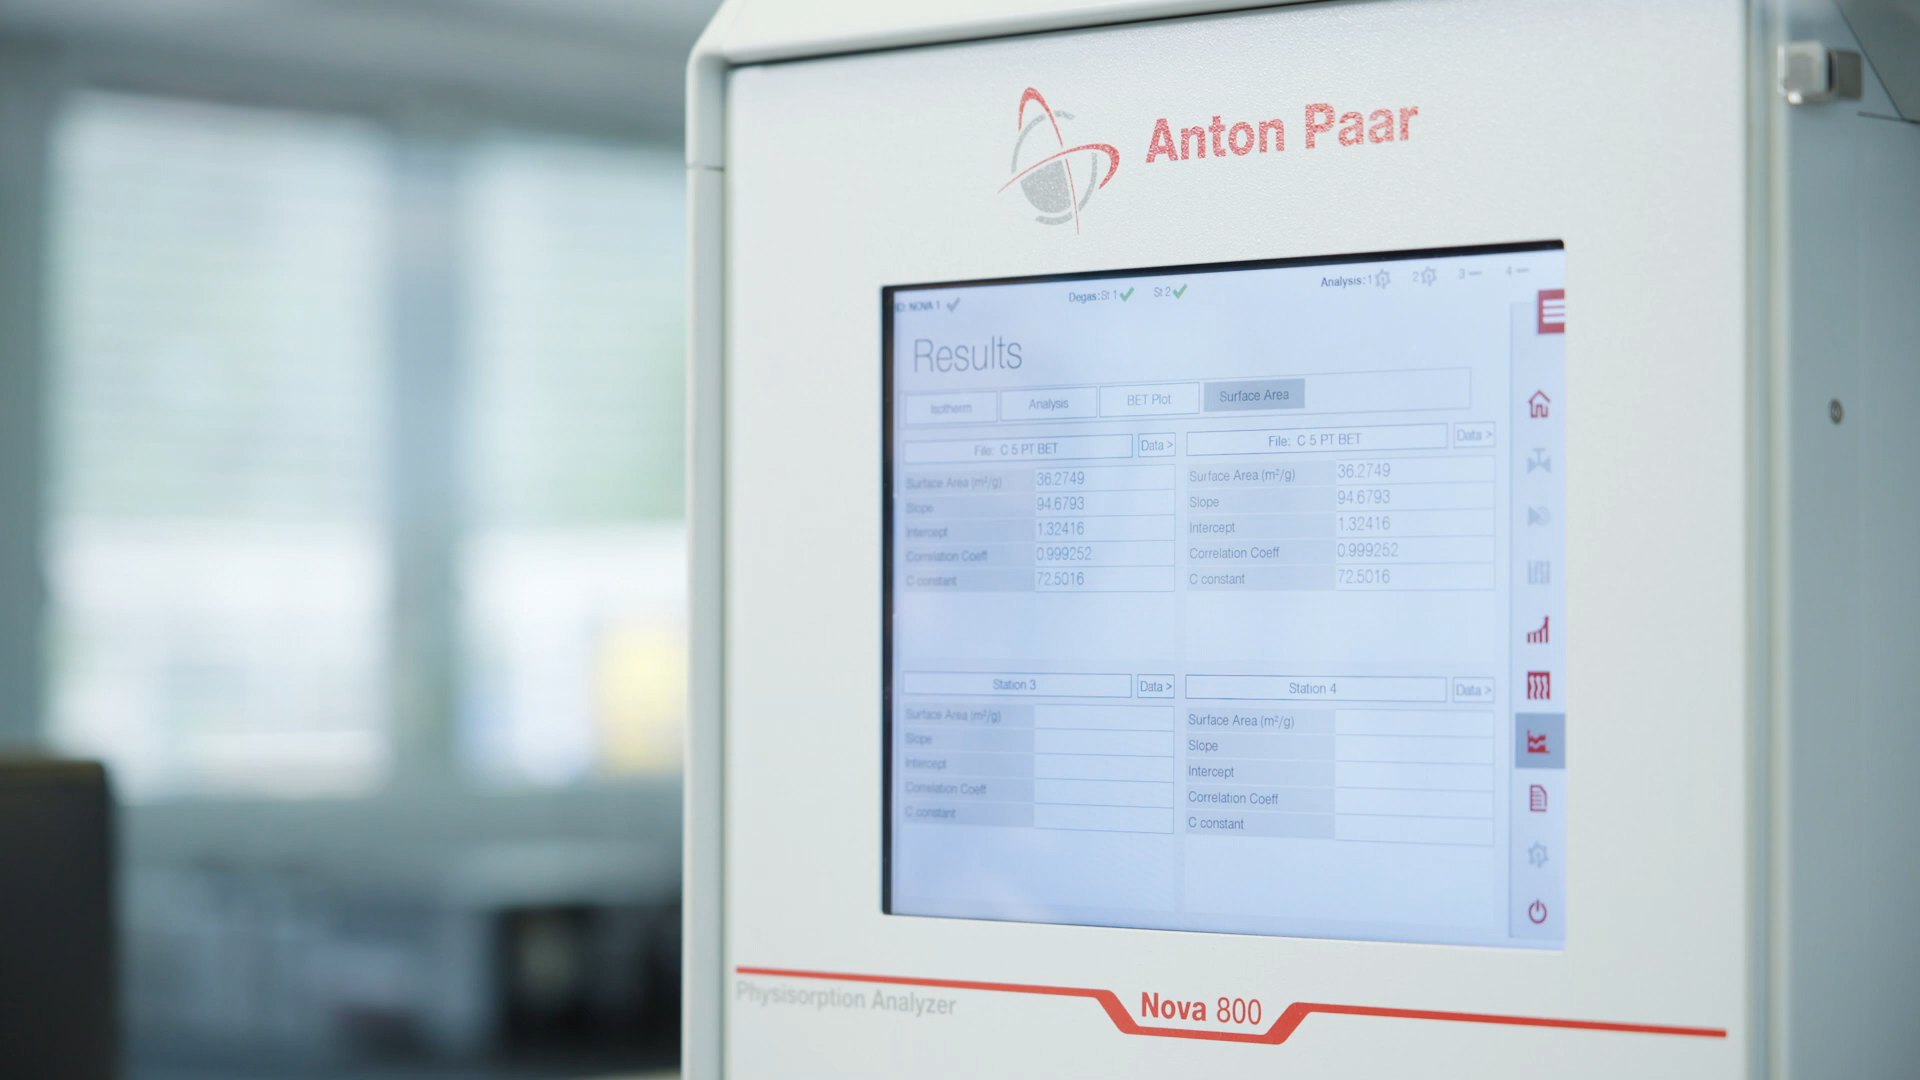 Anton Paar
ID: NOVA 1 Degas: St 1 St 2 Analysis: 1 2 3 4
Results
Isotherm Analysis BET Plot Surface Area
File: C 5 PT BET Data > File: C 5 PT BET Data >
Surface Area (m²/g) 36.2749 Surface Area (m²/g) 36.2749
Slope 94.6793 Slope 94.6793
Intercept 1.32416 Intercept 1.32416
Correlation Coeff 0.999252 Correlation Coeff 0.999252
C constant 72.5016 C constant 72.5016
Station 3 Data > Station 4 Data >
Surface Area (m²/g) Surface Area (m²/g)
Slope Slope
Intercept Intercept
Correlation Coeff Correlation Coeff
C constant C constant
Physisorption Analyzer Nova 800